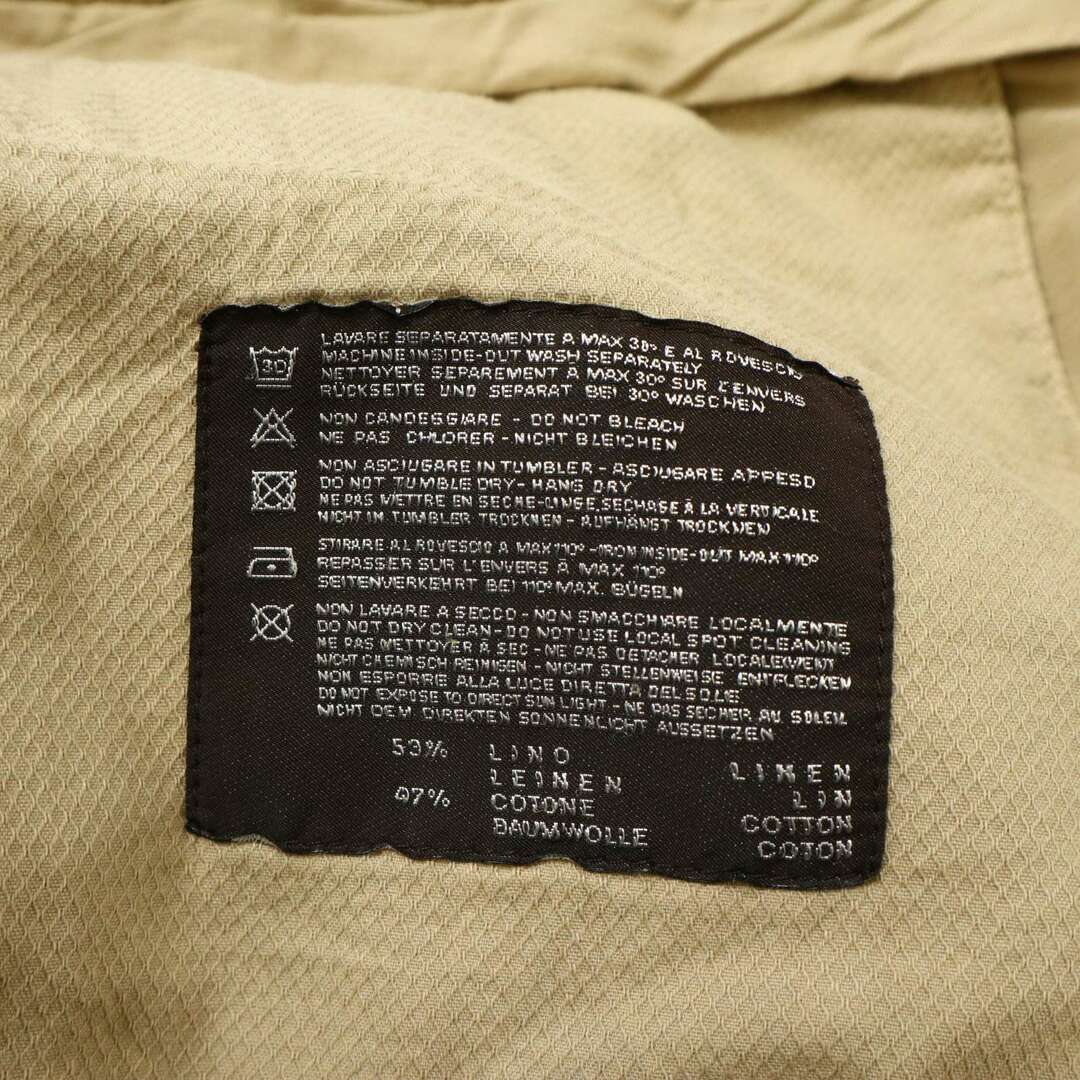 30
LAVARE SEPARATAMENTE A MAX 30° E AL ROVESCIO
MACHINE INSIDE-OUT WASH SEPARATELY
NETTOYER SEPAREMENT A MAX 30° SUR L'ENVERS
RÜCKSEITE UND SEPARAT BEI 30° WASCHEN
NON CANDEGGIARE - DO NOT BLEACH
NE PAS CHLORER - NICHT BLEICHEN
NON ASCIUGARE IN TUMBLER - ASCIUGARE APPESO
DO NOT TUMBLE DRY - HANG DRY
NE PAS METTRE EN SECHE-LINGE, SECHAGE À LA VERTICALE
NICHT IM TUMBLER TROCKNEN - AUFHÄNGT TROCKNEN
STIRARE AL ROVESCIO A MAX 110° - IRON INSIDE-OUT MAX 110°
REPASSER SUR L'ENVERS À MAX 110°
SEITENVERKEHRT BEI 110° MAX. BÜGELN
NON LAVARE A SECCO - NON SMACCHIARE LOCALMENTE
DO NOT DRY CLEAN - DO NOT USE LOCAL SPOT CLEANING
NE PAS NETTOYER À SEC - NE PAS DETACHER LOCALEMENT
NICHT CHEMISCH REINIGEN - NICHT STELLENWEISE ENTFLECKEN
NON ESPORRE ALLA LUCE DIRETTA DEL SOLE
DO NOT EXPOSE TO DIRECT SUN LIGHT - NE PAS SECHER AU SOLEIL
NICHT DEM DIREKTEN SONNENLICHT AUSSETZEN
53% LINO LINEN
LEINEN LIN
47% COTONE COTTON
BAUMWOLLE COTON